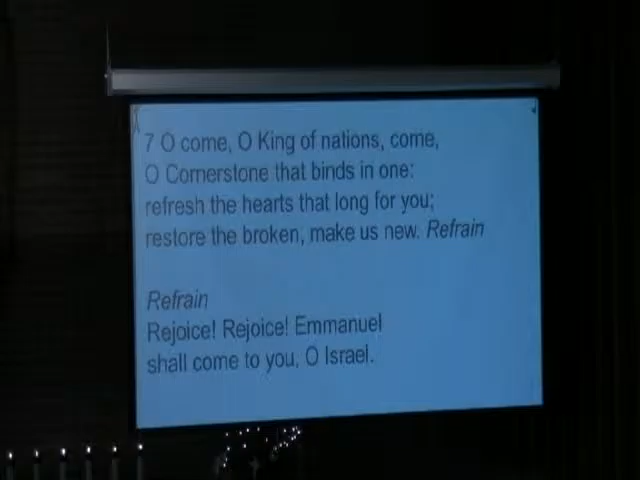 7 O come, O King of nations, come,
O Cornerstone that binds in one:
refresh the hearts that long for you;
restore the broken, make us new. Refrain
Refrain
Rejoice! Rejoice! Emmanuel
shall come to you, O Israel.